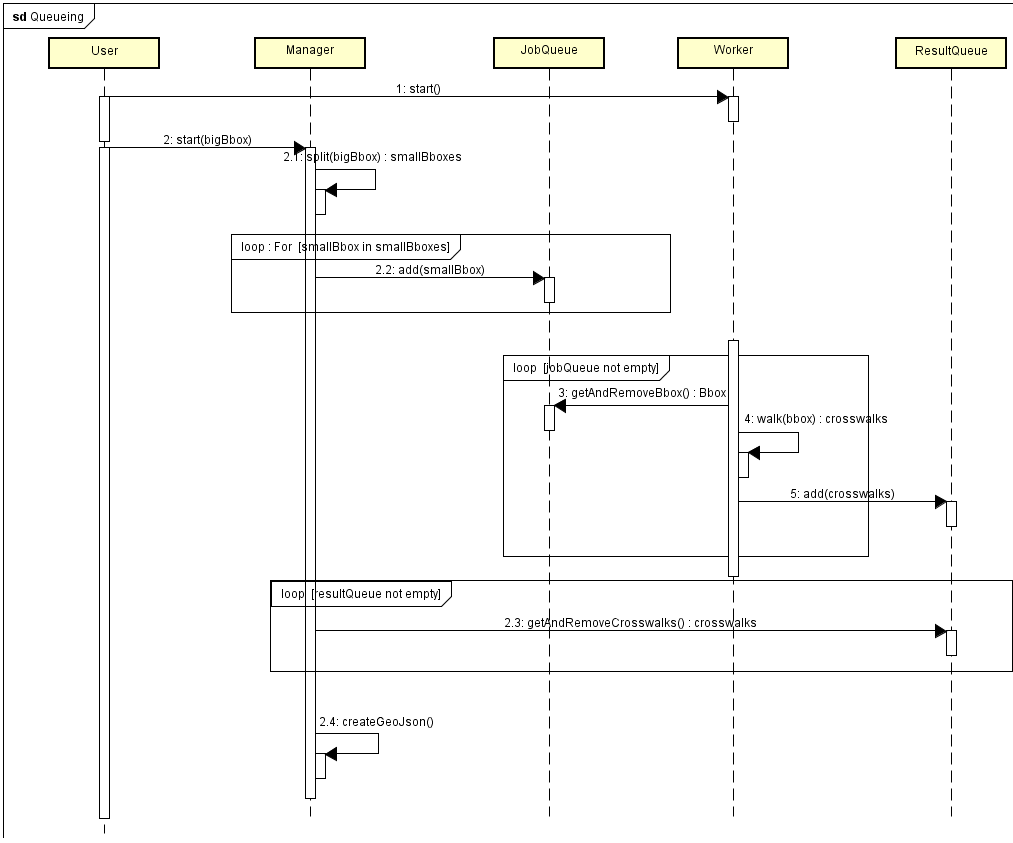 sd Queueing
User
Manager
JobQueue
Worker
ResultQueue
1: start()
2: start(bigBbox)
2.1: split(bigBbox) : smallBboxes
loop : For [smallBbox in smallBboxes]
2.2: add(smallBbox)
loop [jobQueue not empty]
3: getAndRemoveBbox() : Bbox
4: walk(bbox) : crosswalks
5: add(crosswalks)
loop [resultQueue not empty]
2.3: getAndRemoveCrosswalks() : crosswalks
2.4: createGeoJson()